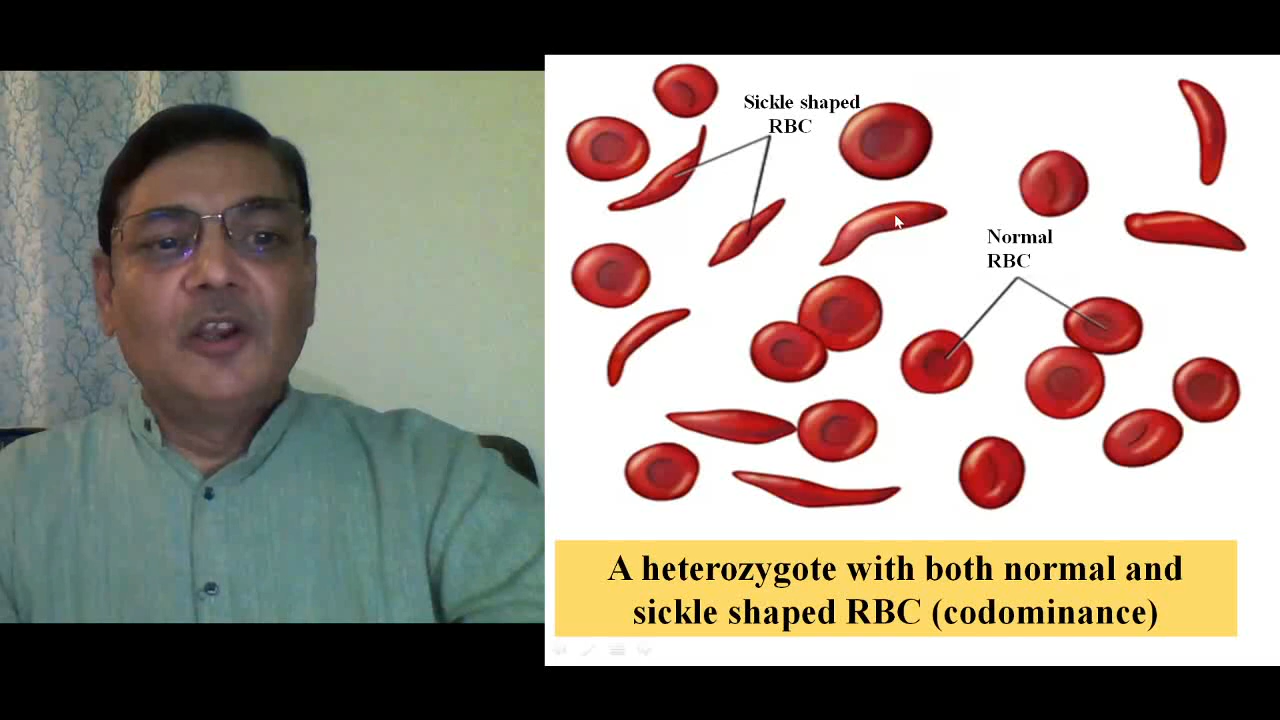 Sickle shaped
RBC
Normal
RBC
A heterozygote with both normal and
sickle shaped RBC (codominance)